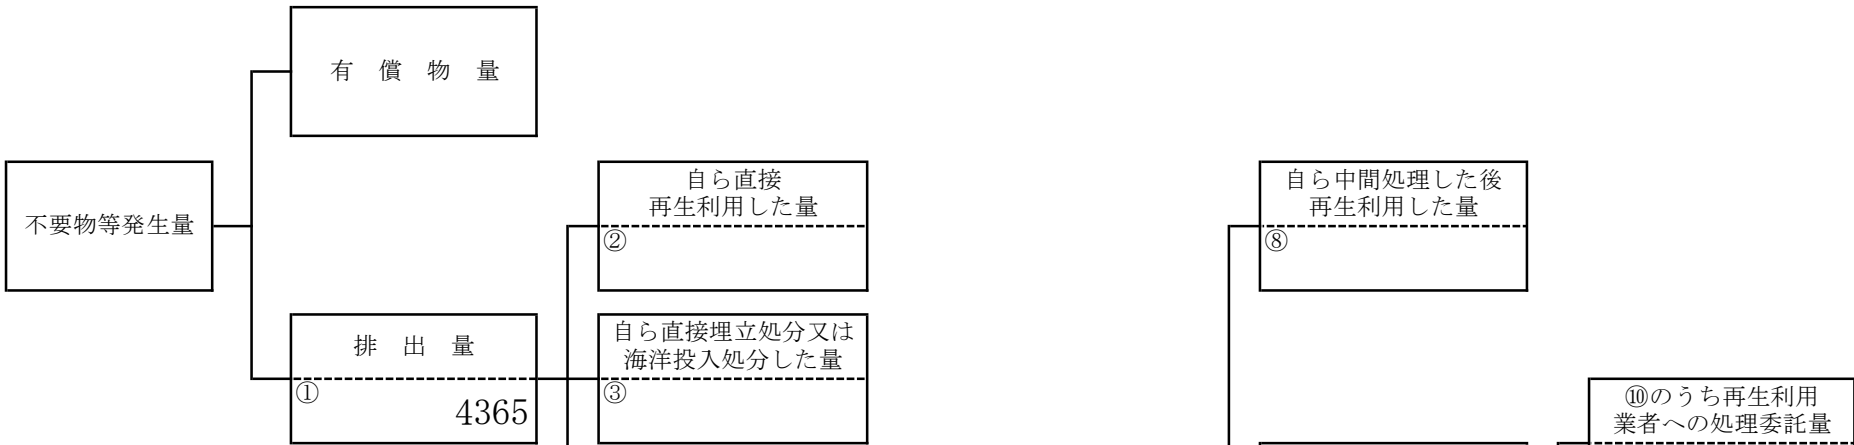 有 償 物 量
不要物等発生量
自ら直接
再生利用した量
②
自ら中間処理した後
再生利用した量
⑧
排 出 量
①
4365
自ら直接埋立処分又は
海洋投入処分した量
③
⑩のうち再生利用
業者への処理委託量